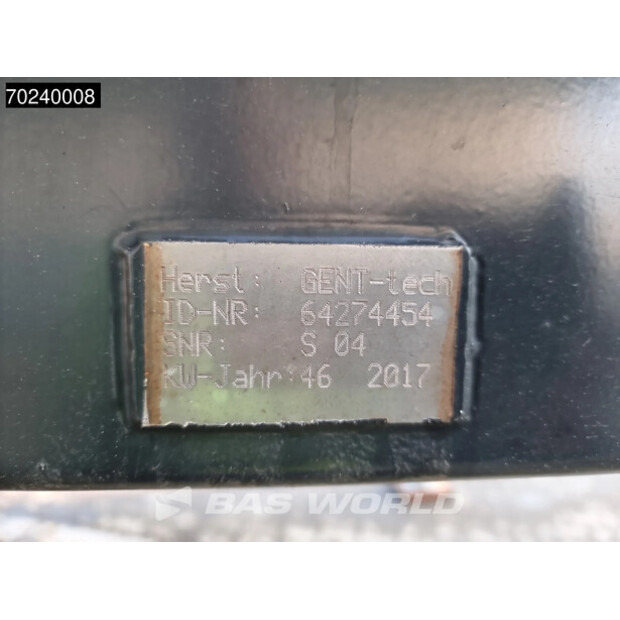 70240008
Herst: GENT-tech
ID-NR: 64274454
SNR: S 04
KW-Jahr:46 2017
BAS WORLD